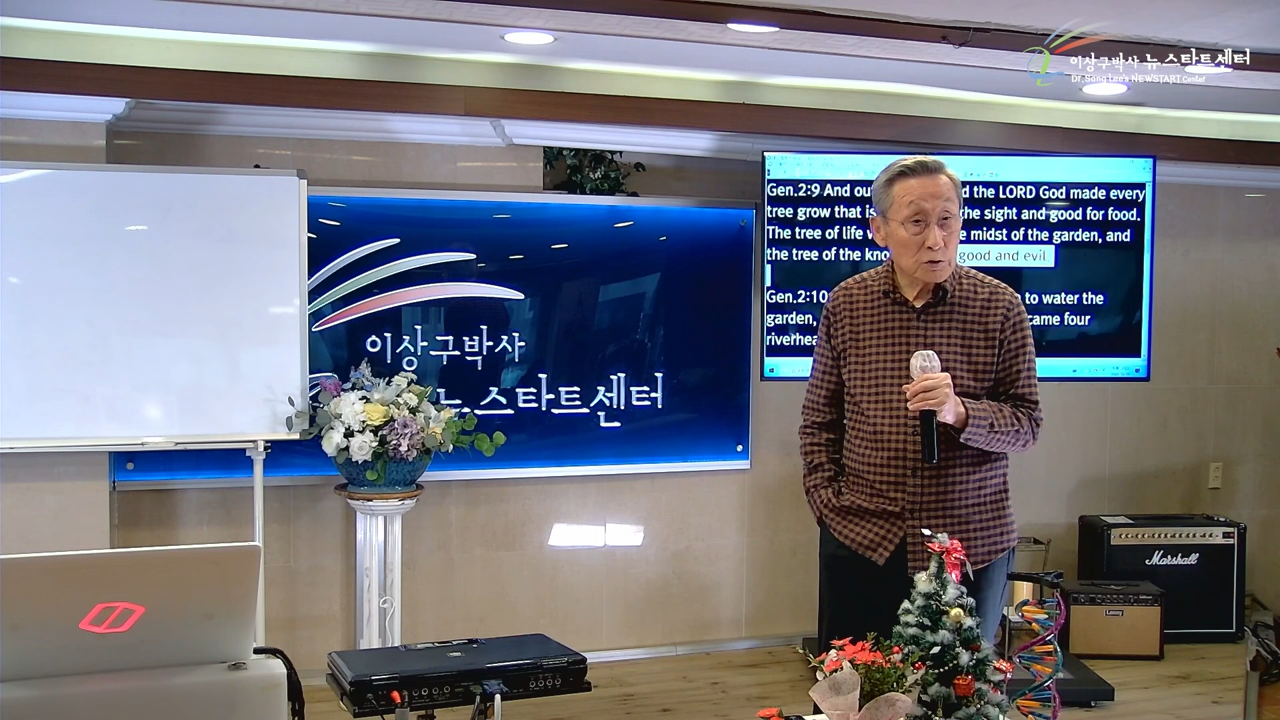 이상구박사 뉴스타트센터
Dr.Sang Lee's NEWSTART Center
Gen.2:9 And ou d the LORD God made every
tree grow that is he sight and good for food.
The tree of life e midst of the garden, and
the tree of the kno good and evil
Gen.2:10 to water the
garden, came four
riverhea
이상구박사
뉴스타트센터
Marshall
Laney